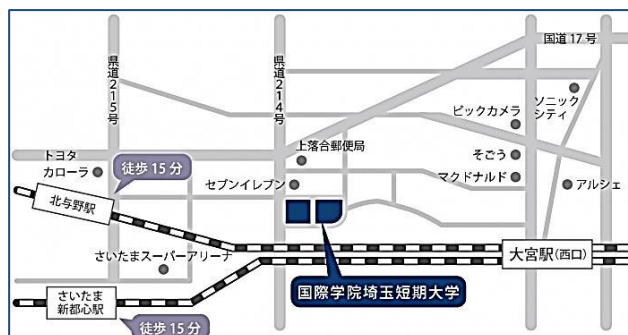 国道17号
県道215号
県道214号
ソニック
シティ
ビックカメラ
上落合郵便局
トヨタ
カローラ
徒歩15分
そごう
セブンイレブン
マクドナルド
アルシェ
北与野駅
さいたまスーパーアリーナ
大宮駅(西口)
国際学院埼玉短期大学
さいたま
新都心駅
徒歩15分